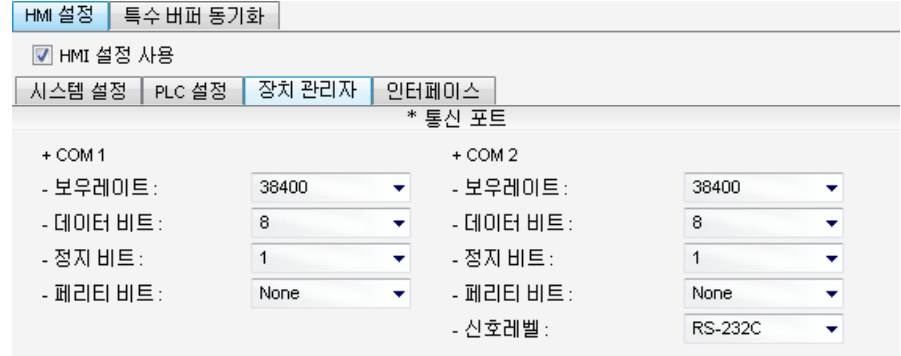 HMI 설정 특수 버퍼 동기화
HMI 설정 사용
시스템 설정 PLC 설정 장치 관리자 인터페이스
* 통신 포트
+ COM 1 + COM 2
- 보우레이트 : 38400 - 보우레이트 : 38400
- 데이터 비트 : 8 - 데이터 비트 : 8
- 정지 비트 : 1 - 정지 비트 : 1
- 페리티 비트 : None - 페리티 비트 : None
- 신호레벨 : RS-232C